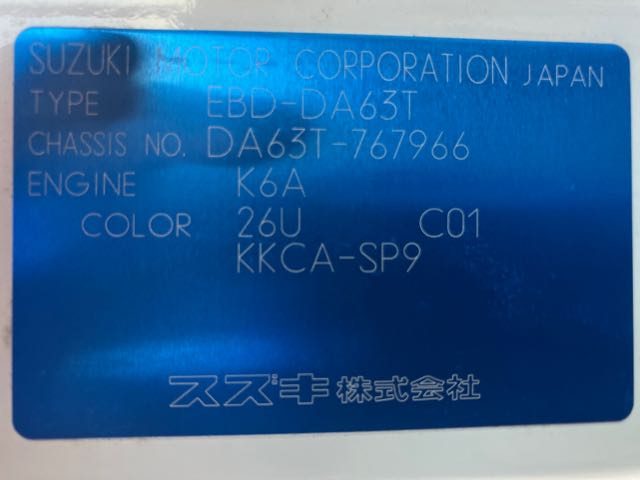 SUZUKI MOTOR CORPORATION JAPAN
TYPE EBD-DA63T
CHASSIS NO. DA63T-767966
ENGINE K6A
COLOR 26U C01
KKCA-SP9
スズキ株式会社